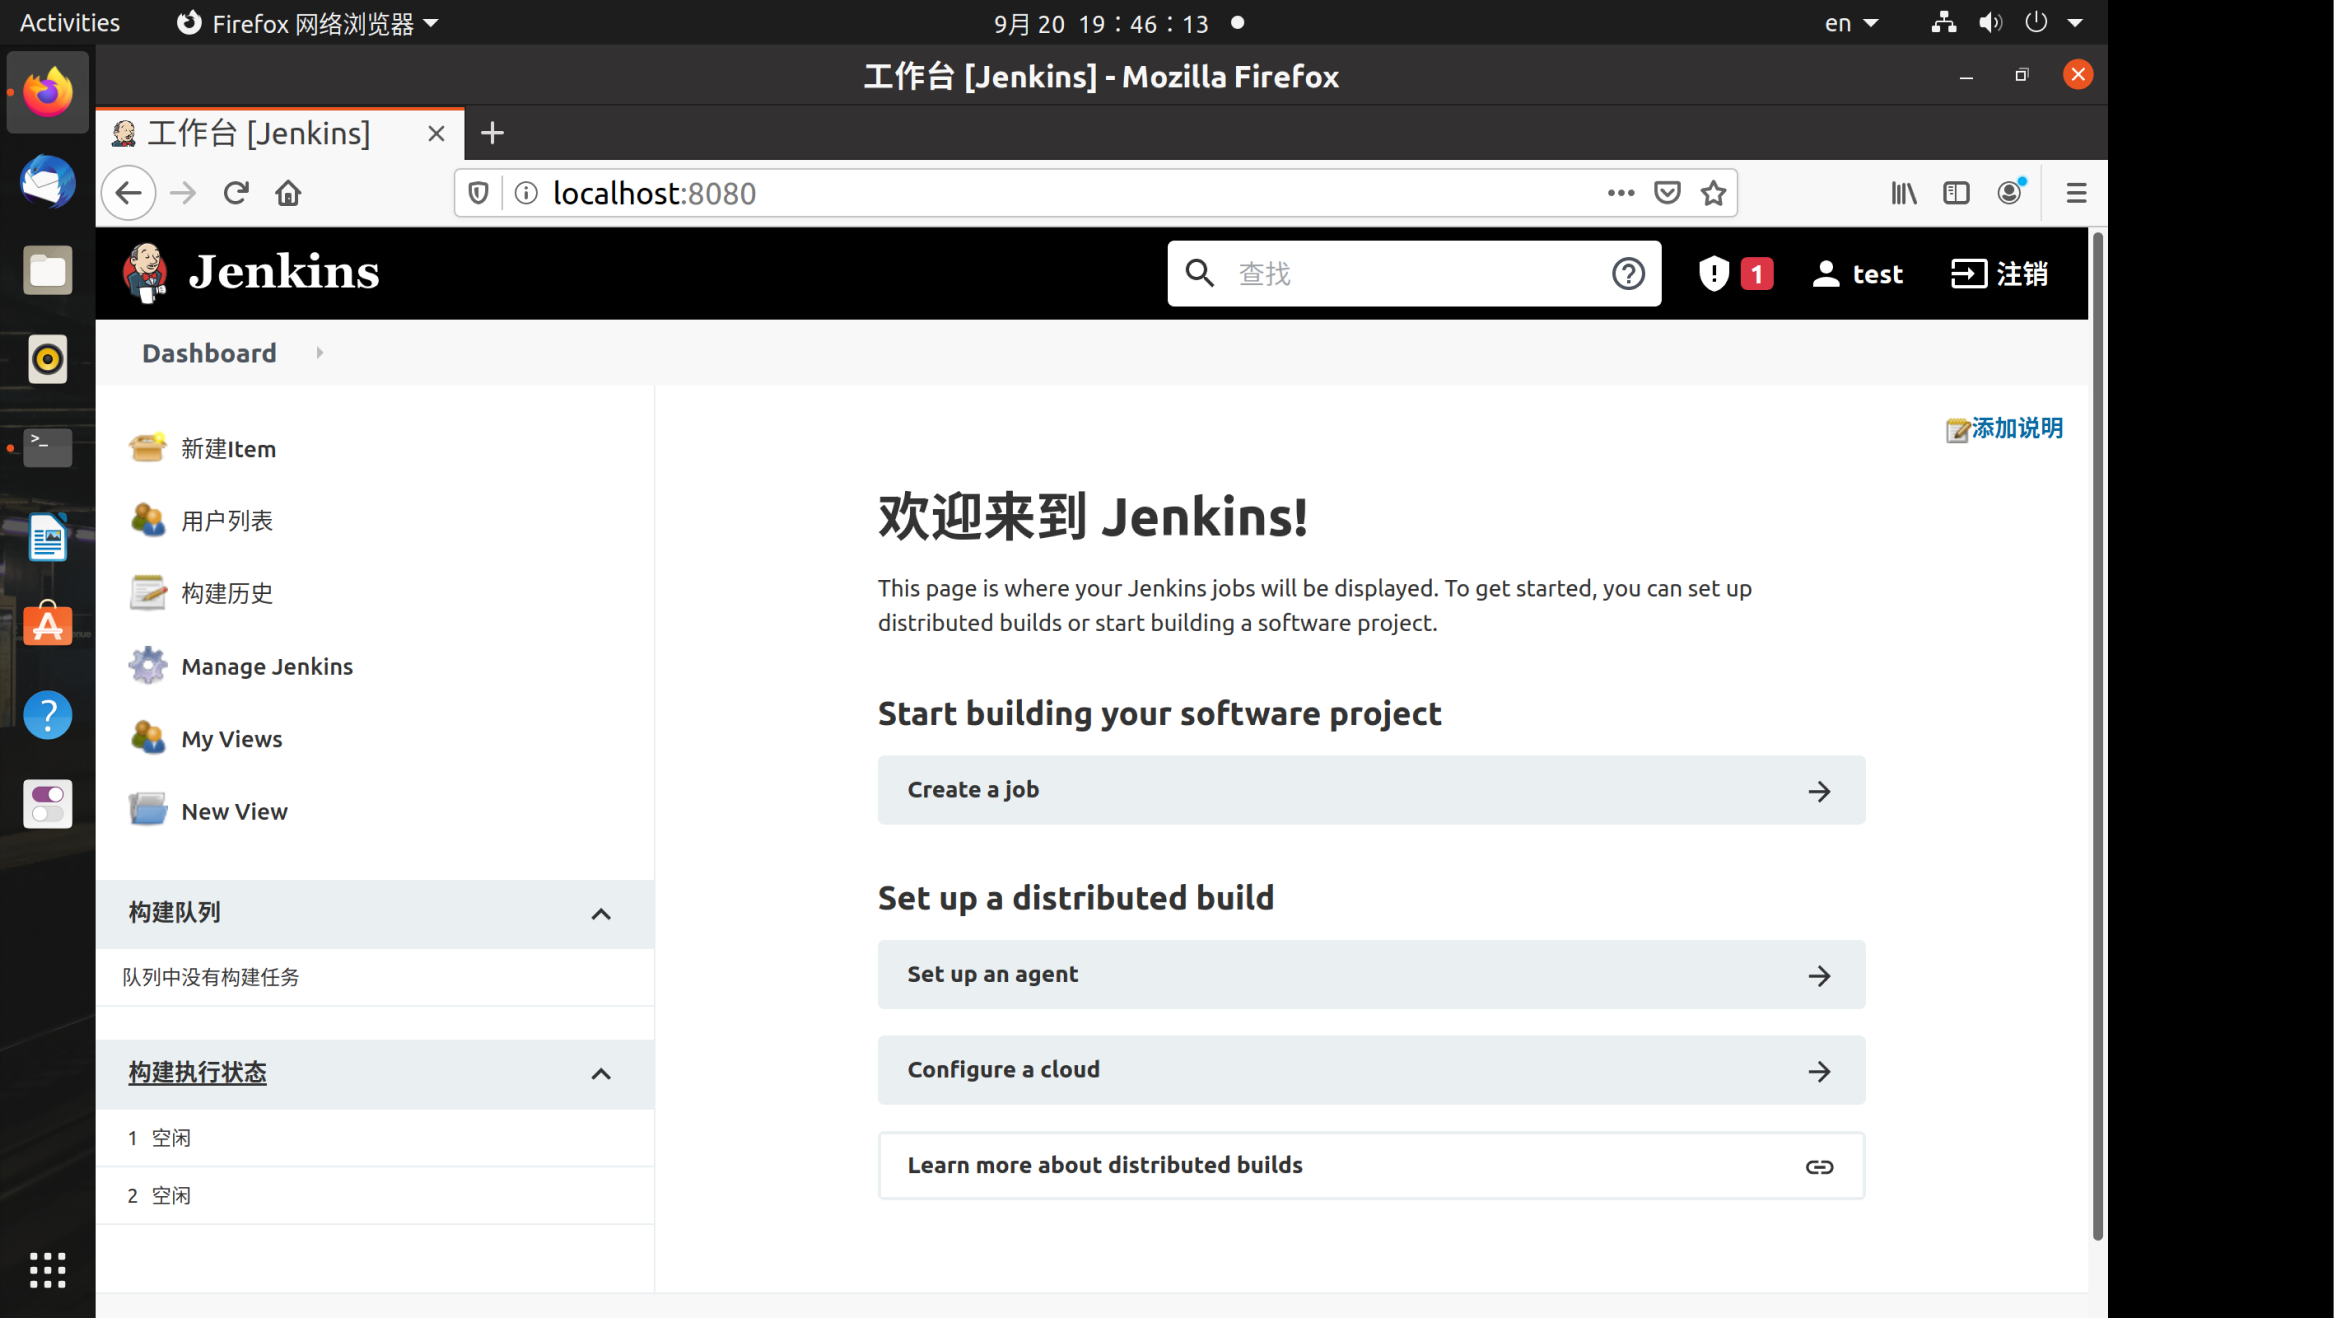 Activities
Firefox 网络浏览器
9月 20 19：46：13
en
工作台 [Jenkins] - Mozilla Firefox
工作台 [Jenkins]
localhost:8080
Jenkins
查找
1
test
注销
Dashboard
添加说明
新建Item
用户列表
构建历史
Manage Jenkins
My Views
New View
构建队列
队列中没有构建任务
构建执行状态
1 空闲
2 空闲
欢迎来到 Jenkins!
This page is where your Jenkins jobs will be displayed. To get started, you can set up
distributed builds or start building a software project.
Start building your software project
Create a job
Set up a distributed build
Set up an agent
Configure a cloud
Learn more about distributed builds